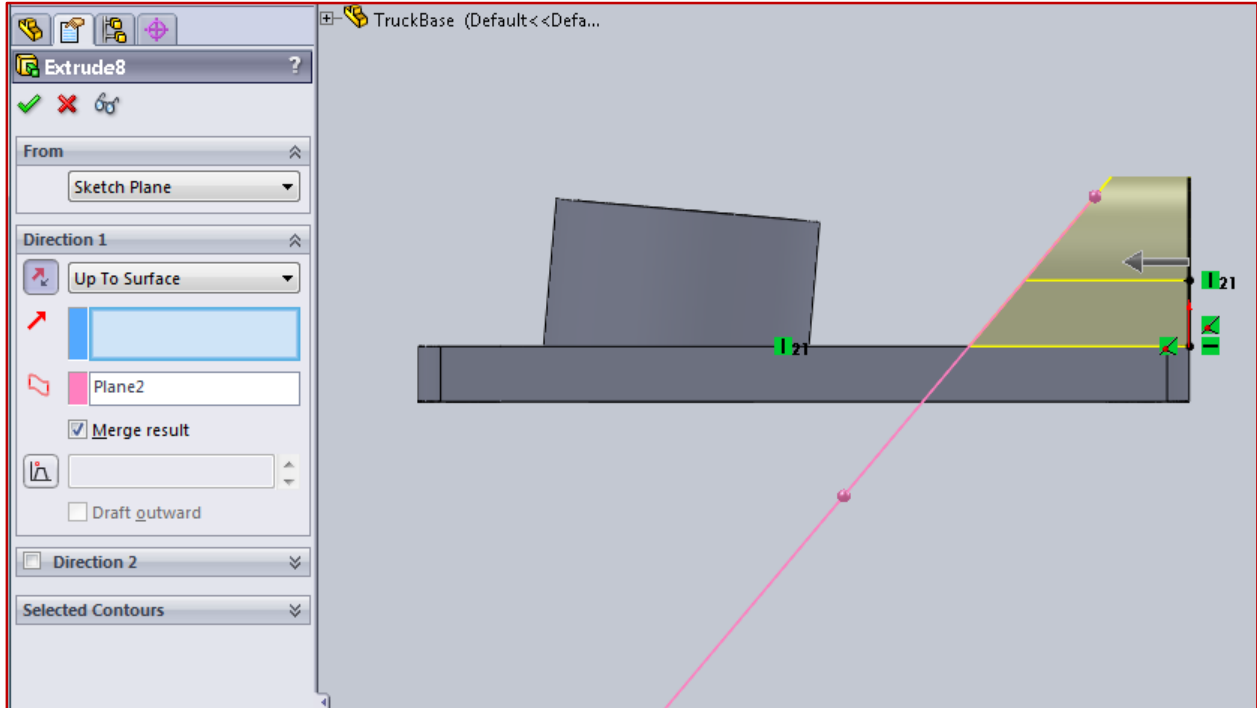 TruckBase (Default<<Defa...
Extrude8 ?
From
Sketch Plane
Direction 1
Up To Surface
Plane2
Merge result
Draft outward
Direction 2
Selected Contours
21
21